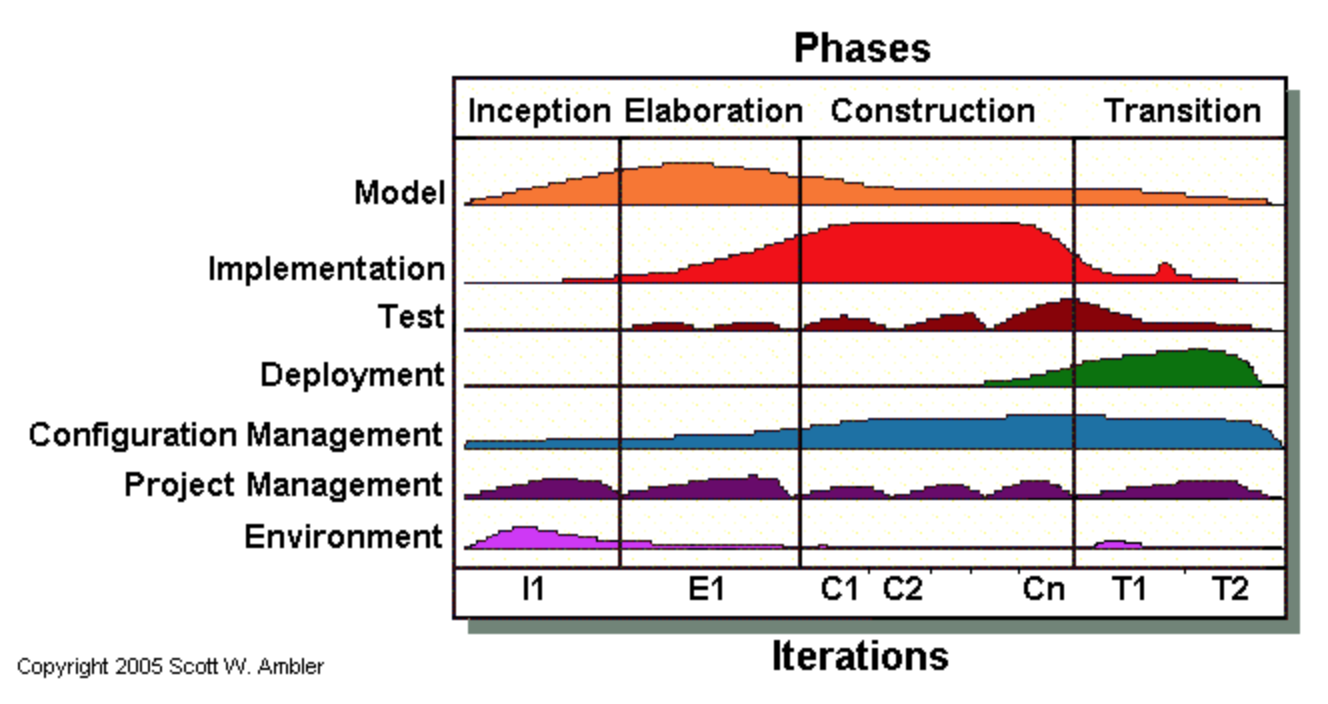 Phases
Inception Elaboration Construction Transition
Model
Implementation
Test
Deployment
Configuration Management
Project Management
Environment
I1 E1 C1 C2 Cn T1 T2
Iterations
Copyright 2005 Scott W. Ambler